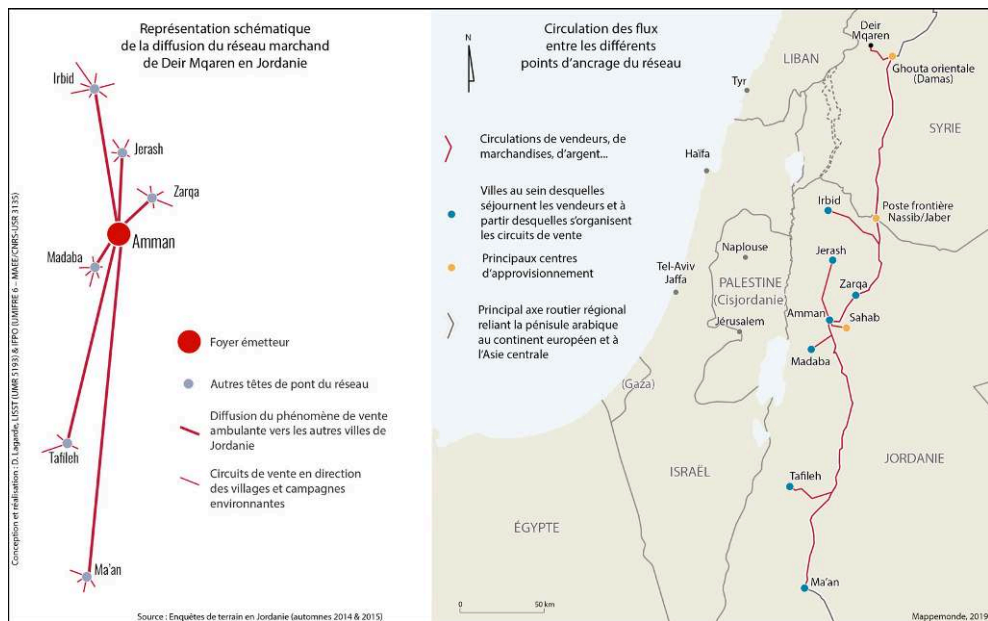 Représentation schématique
de la diffusion du réseau marchand
de Deir Mqaren en Jordanie
Irbid
Jerash
Zarqa
Amman
Madaba
Foyer émetteur
Autres têtes de pont du réseau
Diffusion du phénomène de vente
ambulante vers les autres villes de
Jordanie
Circuits de vente en direction
des villages et campagnes
environnantes
Tafileh
Ma'an
Conception et réalisation : D. Lagarde, LISST (UMR 5193) & IFPO (UMIFRE 6 – MAEE/CNRS-USR 3135)
Source : Enquêtes de terrain en Jordanie (automnes 2014 & 2015)
Circulation des flux
entre les différents
points d'ancrage du réseau
N
Circulations de vendeurs, de
marchandises, d'argent...
Villes au sein desquelles
séjournent les vendeurs et à
partir desquelles s'organisent
les circuits de vente
Principaux centres
d'approvisionnement
Principal axe routier régional
reliant la pénisule arabique
au continent européen et à
l'Asie centrale
Deir
Mqaren
Ghouta orientale
(Damas)
LIBAN
Tyr
SYRIE
Haïfa
Irbid
Poste frontière
Nassib/Jaber
Jerash
Naplouse
Zarqa
Tel-Aviv
Jaffa
PALESTINE
(Cisjordanie)
Amman
Sahab
Jérusalem
Madaba
(Gaza)
ISRAËL
Tafileh
JORDANIE
ÉGYPTE
Ma'an
0
50 km
Mappemonde, 2019